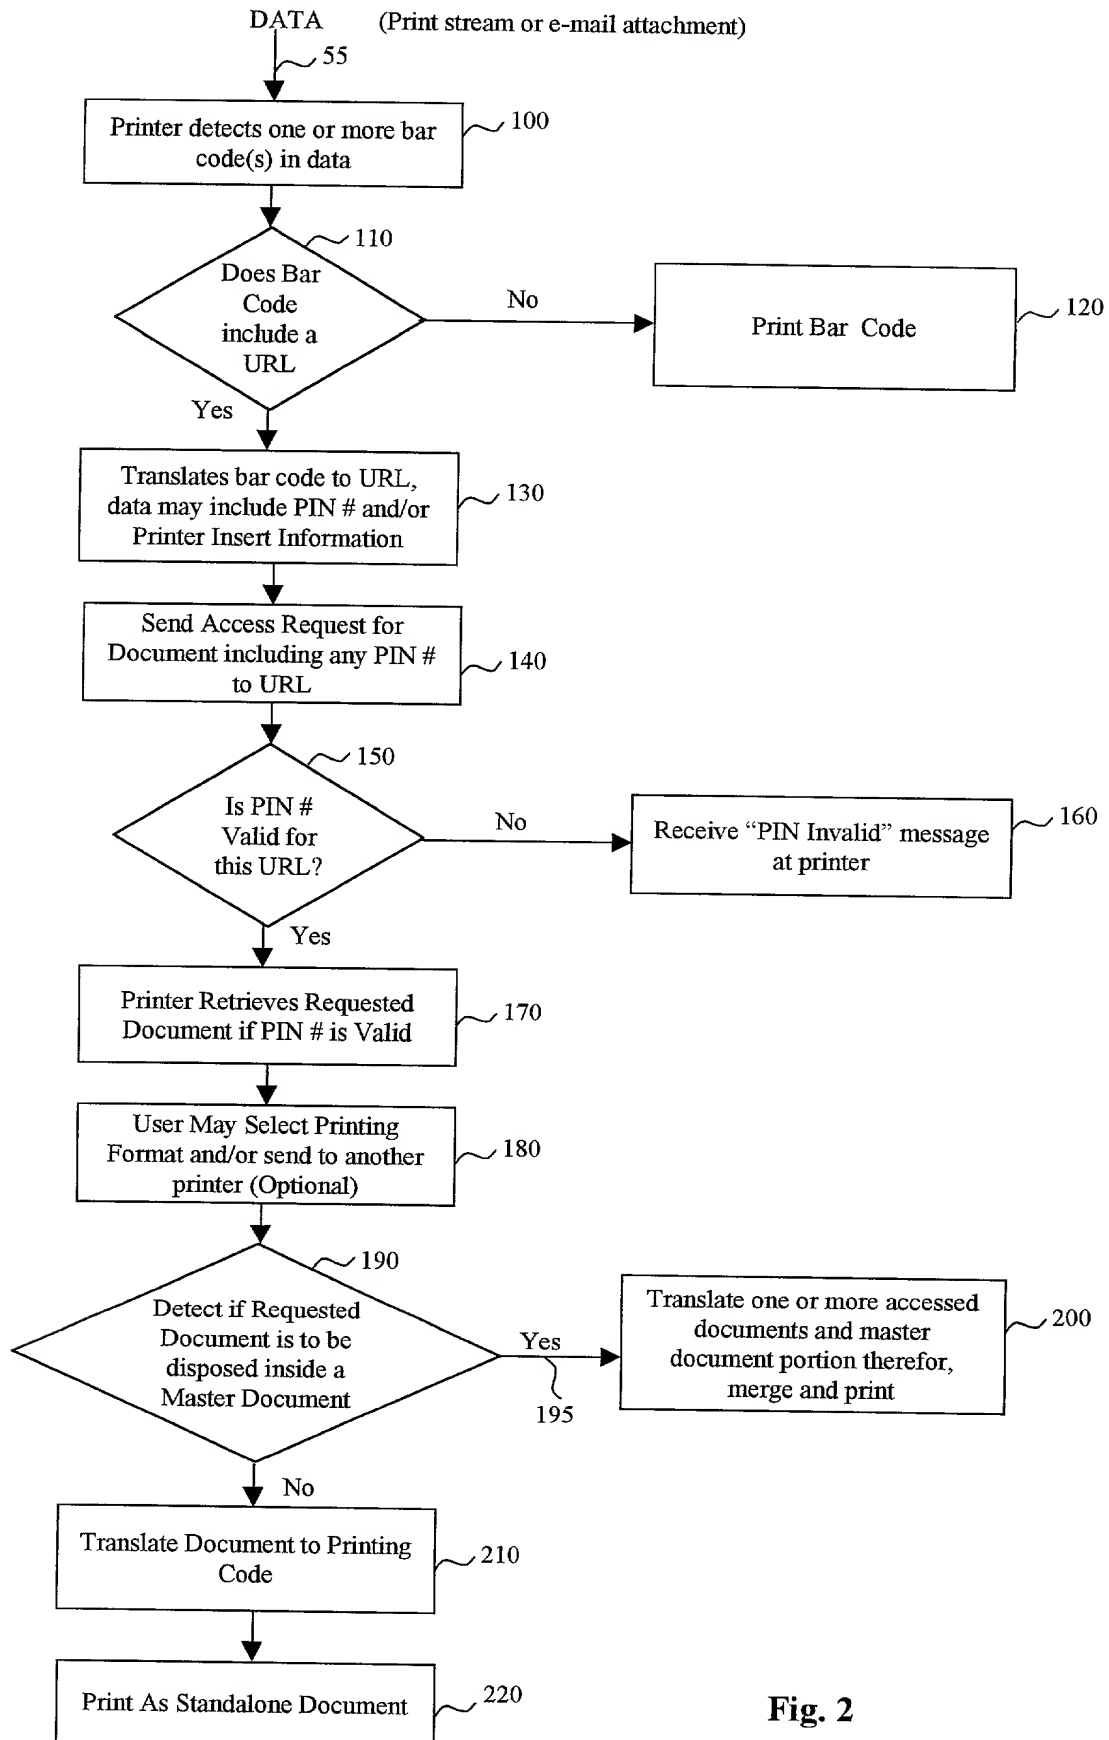 DATA (Print stream or e-mail attachment)
55
Printer detects one or more bar
code(s) in data
100
110
Does Bar
Code
include a
URL
No
Print Bar Code
120
Yes
Translates bar code to URL,
data may include PIN # and/or
Printer Insert Information
130
Send Access Request for
Document including any PIN #
to URL
140
150
Is PIN #
Valid for
this URL?
No
Receive “PIN Invalid” message
at printer
160
Yes
Printer Retrieves Requested
Document if PIN # is Valid
170
User May Select Printing
Format and/or send to another
printer (Optional)
180
190
Detect if Requested
Document is to be
disposed inside a
Master Document
Yes
195
Translate one or more accessed
documents and master
document portion therefor,
merge and print
200
No
Translate Document to Printing
Code
210
Print As Standalone Document
220
Fig. 2